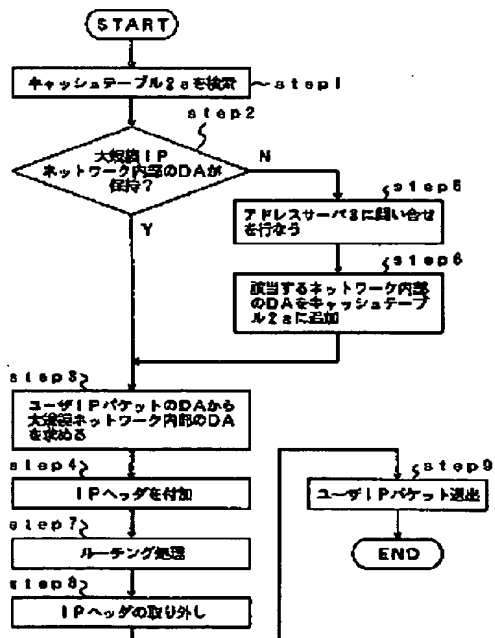 START
キャッシュテーブル2aを検索
step1
step2
大規模IP
ネットワーク内部のDAが
保持？
N
Y
step5
アドレスサーバ3に問い合せ
を行なう
step6
該当するネットワーク内部
のDAをキャッシュテーブ
ル2aに追加
step3
ユーザIPパケットのDAから
大規模ネットワーク内部のDA
を求める
step4
IPヘッダを付加
step7
ルーチング処理
step8
IPヘッダの取り外し
step9
ユーザIPパケット送出
END